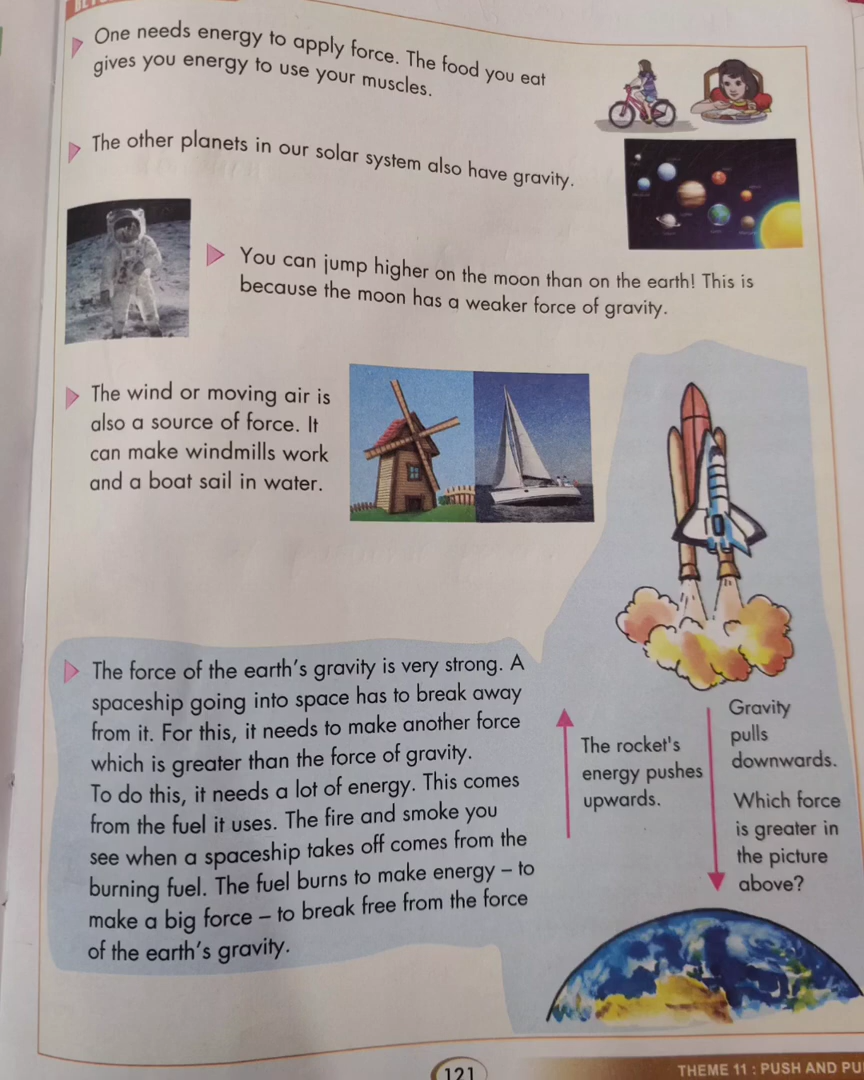 One needs energy to apply force. The food you eat
gives you energy to use your muscles.
The other planets in our solar system also have gravity.
You can jump higher on the moon than on the earth! This is
because the moon has a weaker force of gravity.
The wind or moving air is
also a source of force. It
can make windmills work
and a boat sail in water.
The force of the earth's gravity is very strong. A
spaceship going into space has to break away
from it. For this, it needs to make another force
which is greater than the force of gravity.
To do this, it needs a lot of energy. This comes
from the fuel it uses. The fire and smoke you
see when a spaceship takes off comes from the
burning fuel. The fuel burns to make energy – to
make a big force – to break free from the force
of the earth's gravity.
The rocket's
energy pushes
upwards.
Gravity
pulls
downwards.
Which force
is greater in
the picture
above?
121
THEME 11 : PUSH AND PU